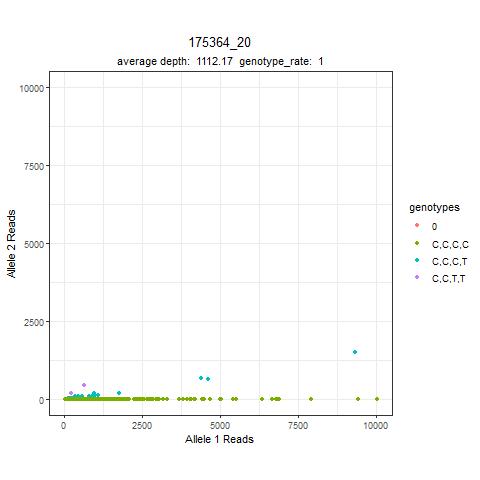 175364_20
average depth: 1112.17 genotype_rate: 1
10000
7500
5000
2500
0
Allele 2 Reads
0 2500 5000 7500 10000
Allele 1 Reads
genotypes
0
C,C,C,C
C,C,C,T
C,C,T,T